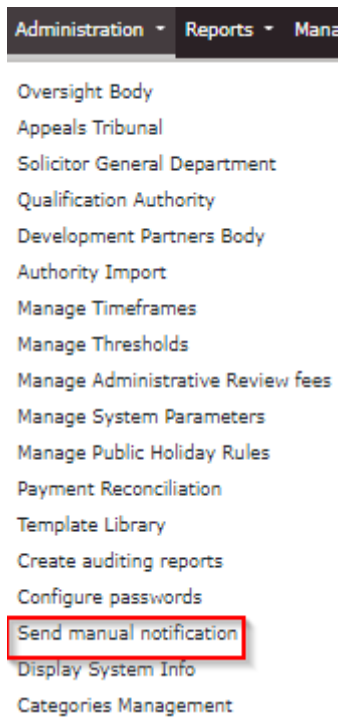 Administration Reports Mana
Oversight Body
Appeals Tribunal
Solicitor General Department
Qualification Authority
Development Partners Body
Authority Import
Manage Timeframes
Manage Thresholds
Manage Administrative Review fees
Manage System Parameters
Manage Public Holiday Rules
Payment Reconciliation
Template Library
Create auditing reports
Configure passwords
Send manual notification
Display System Info
Categories Management